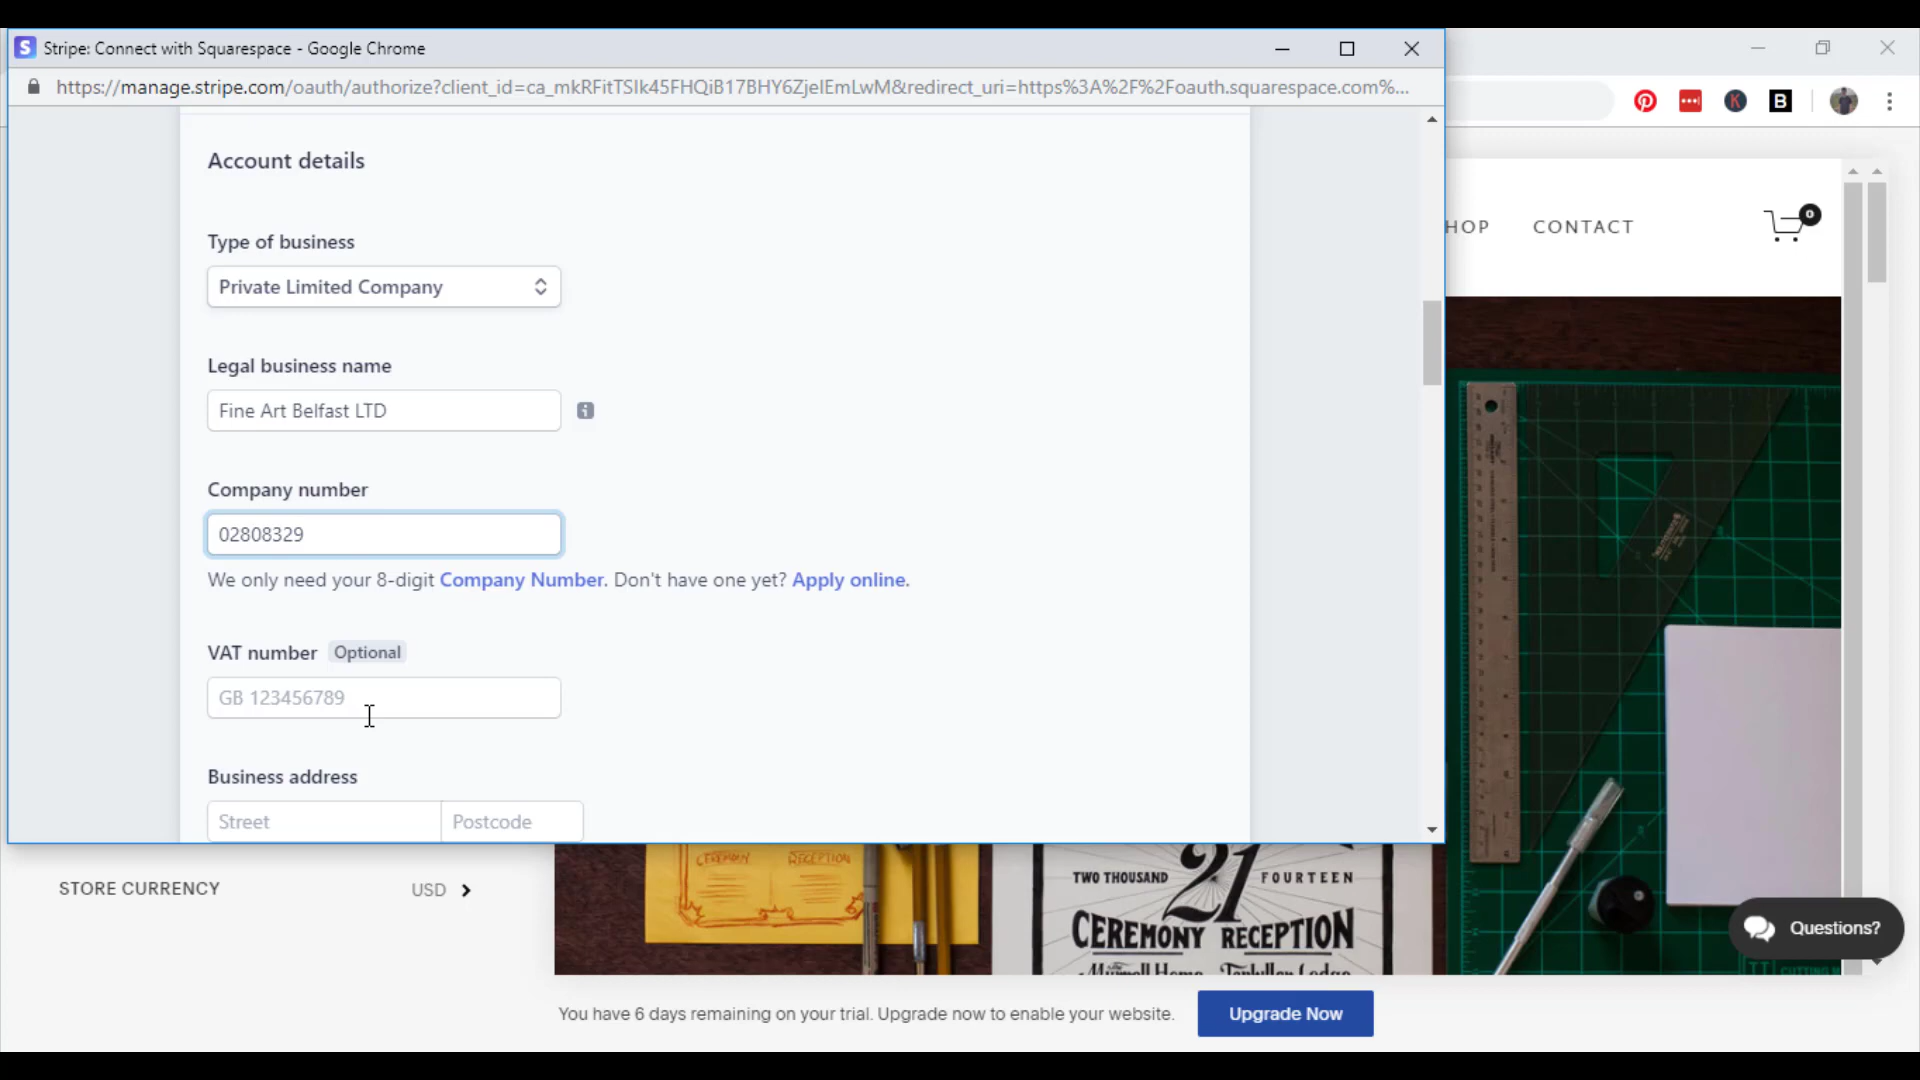 Stripe: Connect with Squarespace - Google Chrome
https://manage.stripe.com/oauth/authorize?client_id=ca_mkRFitTSIk45FHQiB17BHY6ZjelEmLwM&redirect_uri=https%3A%2F%2Foauth.squarespace.com%...
Account details
Type of business
Private Limited Company
Legal business name
Fine Art Belfast LTD
Company number
02808329
We only need your 8-digit Company Number. Don't have one yet? Apply online.
VAT number Optional
GB 123456789
Business address
Street Postcode
HOP CONTACT
0
STORE CURRENCY USD
CEREMONY RECEPTION
TWO THOUSAND 21 FOURTEEN
CEREMONY RECEPTION
Questions?
You have 6 days remaining on your trial. Upgrade now to enable your website.
Upgrade Now